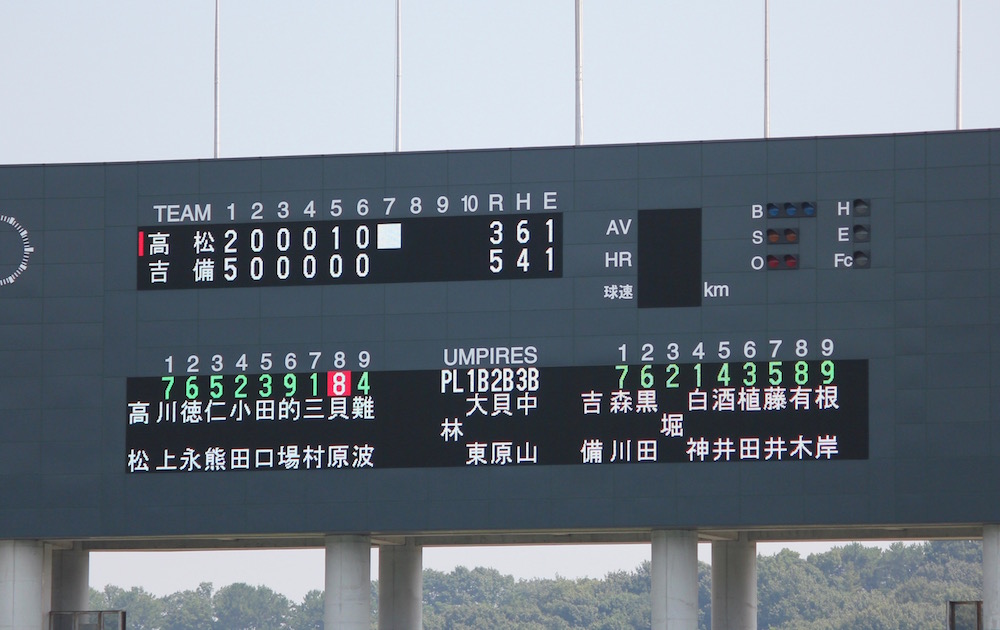 TEAM 1 2 3 4 5 6 7 8 9 10 R H E
高松 2 0 0 0 1 0 3 6 1
吉備 5 0 0 0 0 0 5 4 1
AV
HR
球速 km
B H
S E
O Fc
1 2 3 4 5 6 7 8 9
7 6 5 2 3 9 1 8 4
高松 川上 徳永 仁熊 小田 田口 的場 三村 貝原 難波
UMPIRES
PL 1B 2B 3B
林 大東 貝原 中山
1 2 3 4 5 6 7 8 9
7 6 2 1 4 3 5 8 9
吉備 森川 黒田 堀 白神 酒井 植田 藤井 有木 根岸